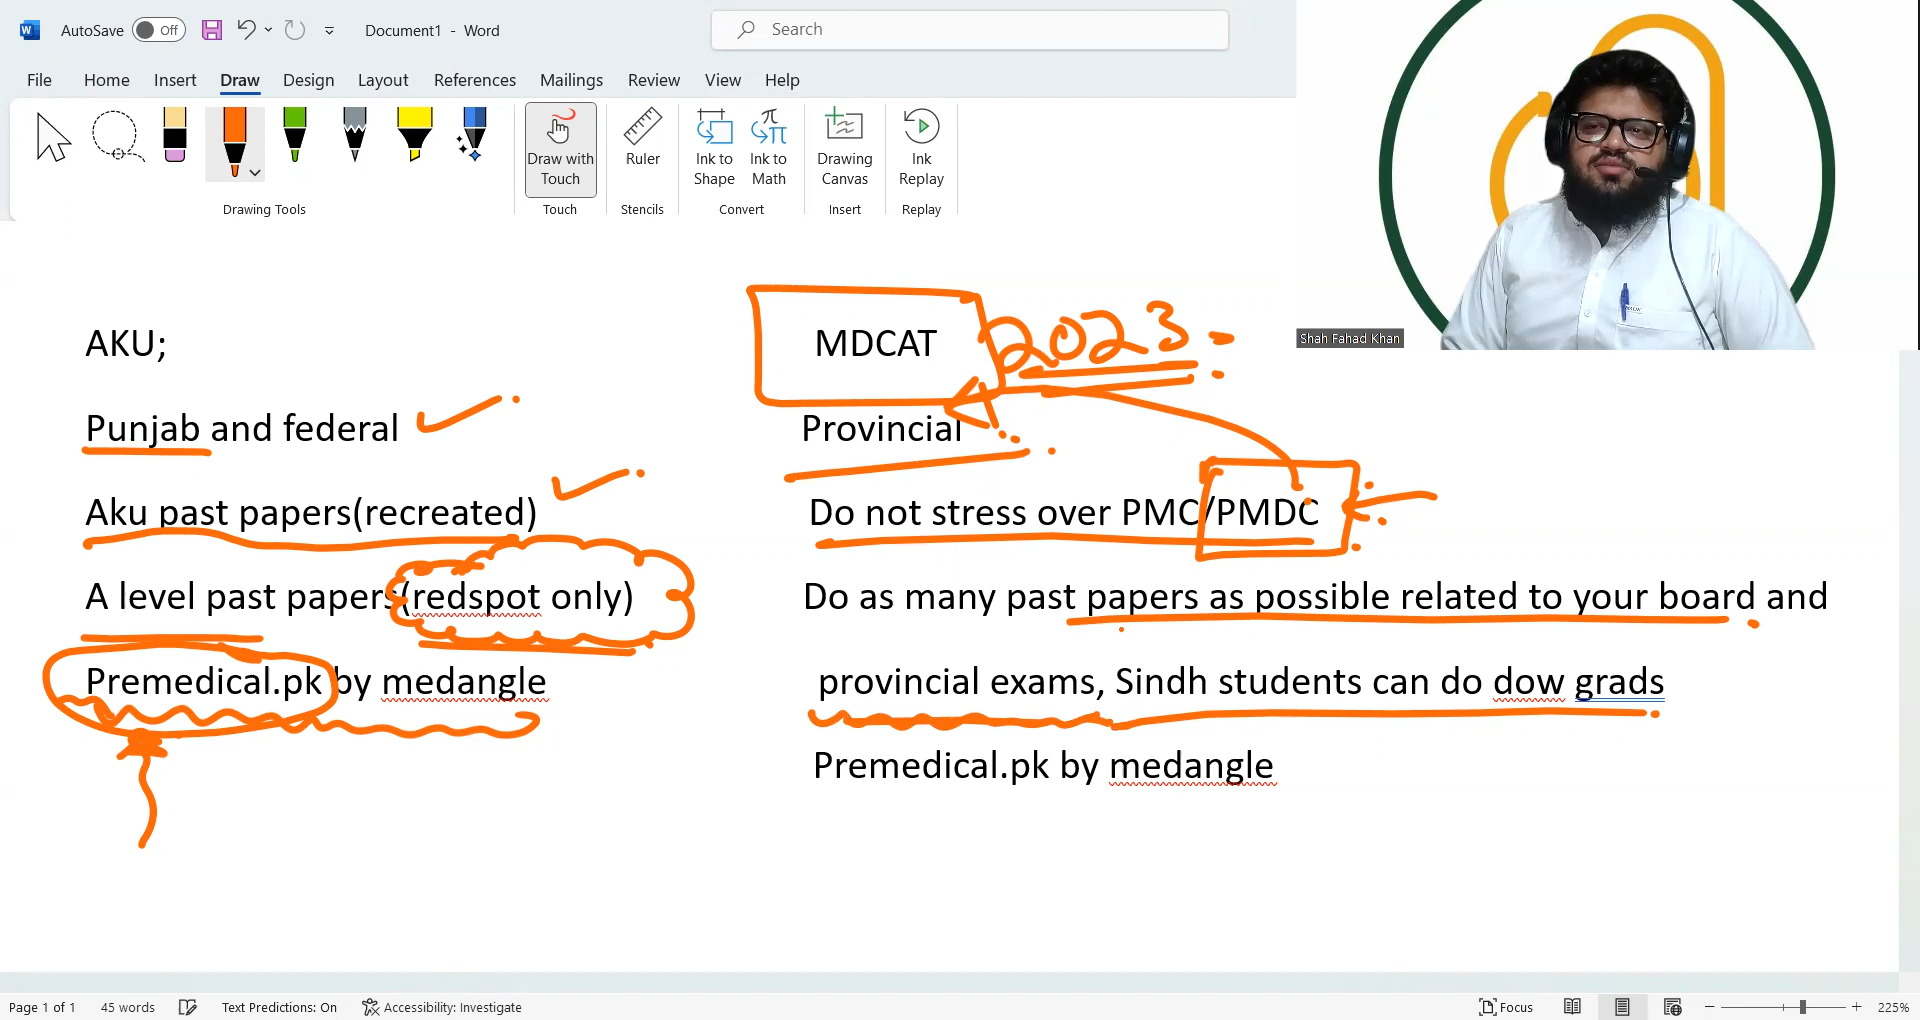 AutoSave Off Document1 - Word Search
File Home Insert Draw Design Layout References Mailings Review View Help
Draw with Touch Ruler Ink to Shape Ink to Math Drawing Canvas Ink Replay
Drawing Tools Touch Stencils Convert Insert Replay
Shah Fahad Khan
AKU;
Punjab and federal
Aku past papers(recreated)
A level past papers(redspot only)
Premedical.pk by medangle
MDCAT 2023
Provincial
Do not stress over PMC/PMDC
Do as many past papers as possible related to your board and
provincial exams, Sindh students can do dow grads
Premedical.pk by medangle
Page 1 of 1 45 words Text Predictions: On Accessibility: Investigate Focus 225%